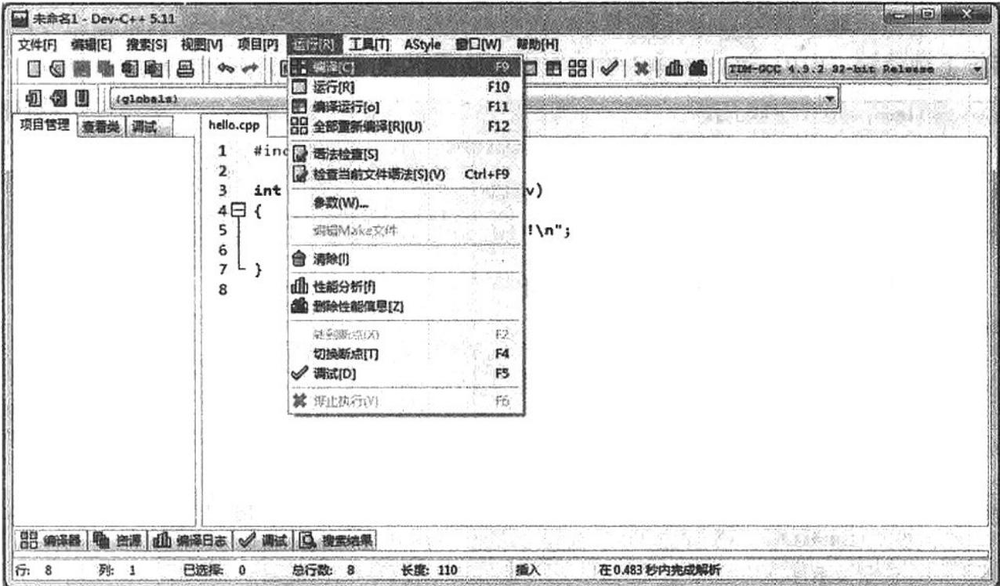 未命名1 - Dev-C++ 5.11
文件[F] 编辑[E] 搜索[S] 视图[V] 项目[P] 运行[R] 工具[T] AStyle 窗口[W] 帮助[H]
TDM-GCC 4.9.2 32-bit Release
(globals)
项目管理 查看类 调试 hello.cpp
编译[C] F9
运行[R] F10
编译运行[o] F11
全部重新编译[R](U) F12
语法检查[S]
检查当前文件语法[S](V) Ctrl+F9
参数(W)...
编辑Make文件
清除[I]
性能分析[f]
删除性能信息[Z]
F2
切换断点[T] F4
调试[D] F5
停止执行(Y) F6
1 #inc
2
3 int v)
4 {
5 !\n";
6
7 }
8
编译器 资源 编译日志 调试 搜索结果
行: 8 列: 1 已选择: 0 总行数: 8 长度: 110 插入 在 0.483 秒内完成解析